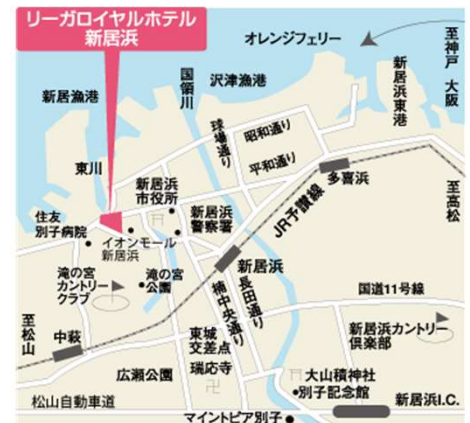 リーガロイヤルホテル
新居浜
オレンジフェリー
至神戸 大阪
新居漁港
国領川
沢津漁港
新居浜東港
球場通り
昭和通り
平和通り
東川
新居浜
市役所
多喜浜
至高松
住友
別子病院
イオンモール
新居浜
新居浜
警察署
JR予讃線
新居浜
滝の宮
カントリー
クラブ
滝の宮
公園
楠中央通り
長田通り
国道11号線
至松山
中萩
東城
交差点
新居浜カントリー
倶楽部
広瀬公園
瑞応寺
大山積神社
別子記念館
松山自動車道
新居浜I.C.
マイントピア別子